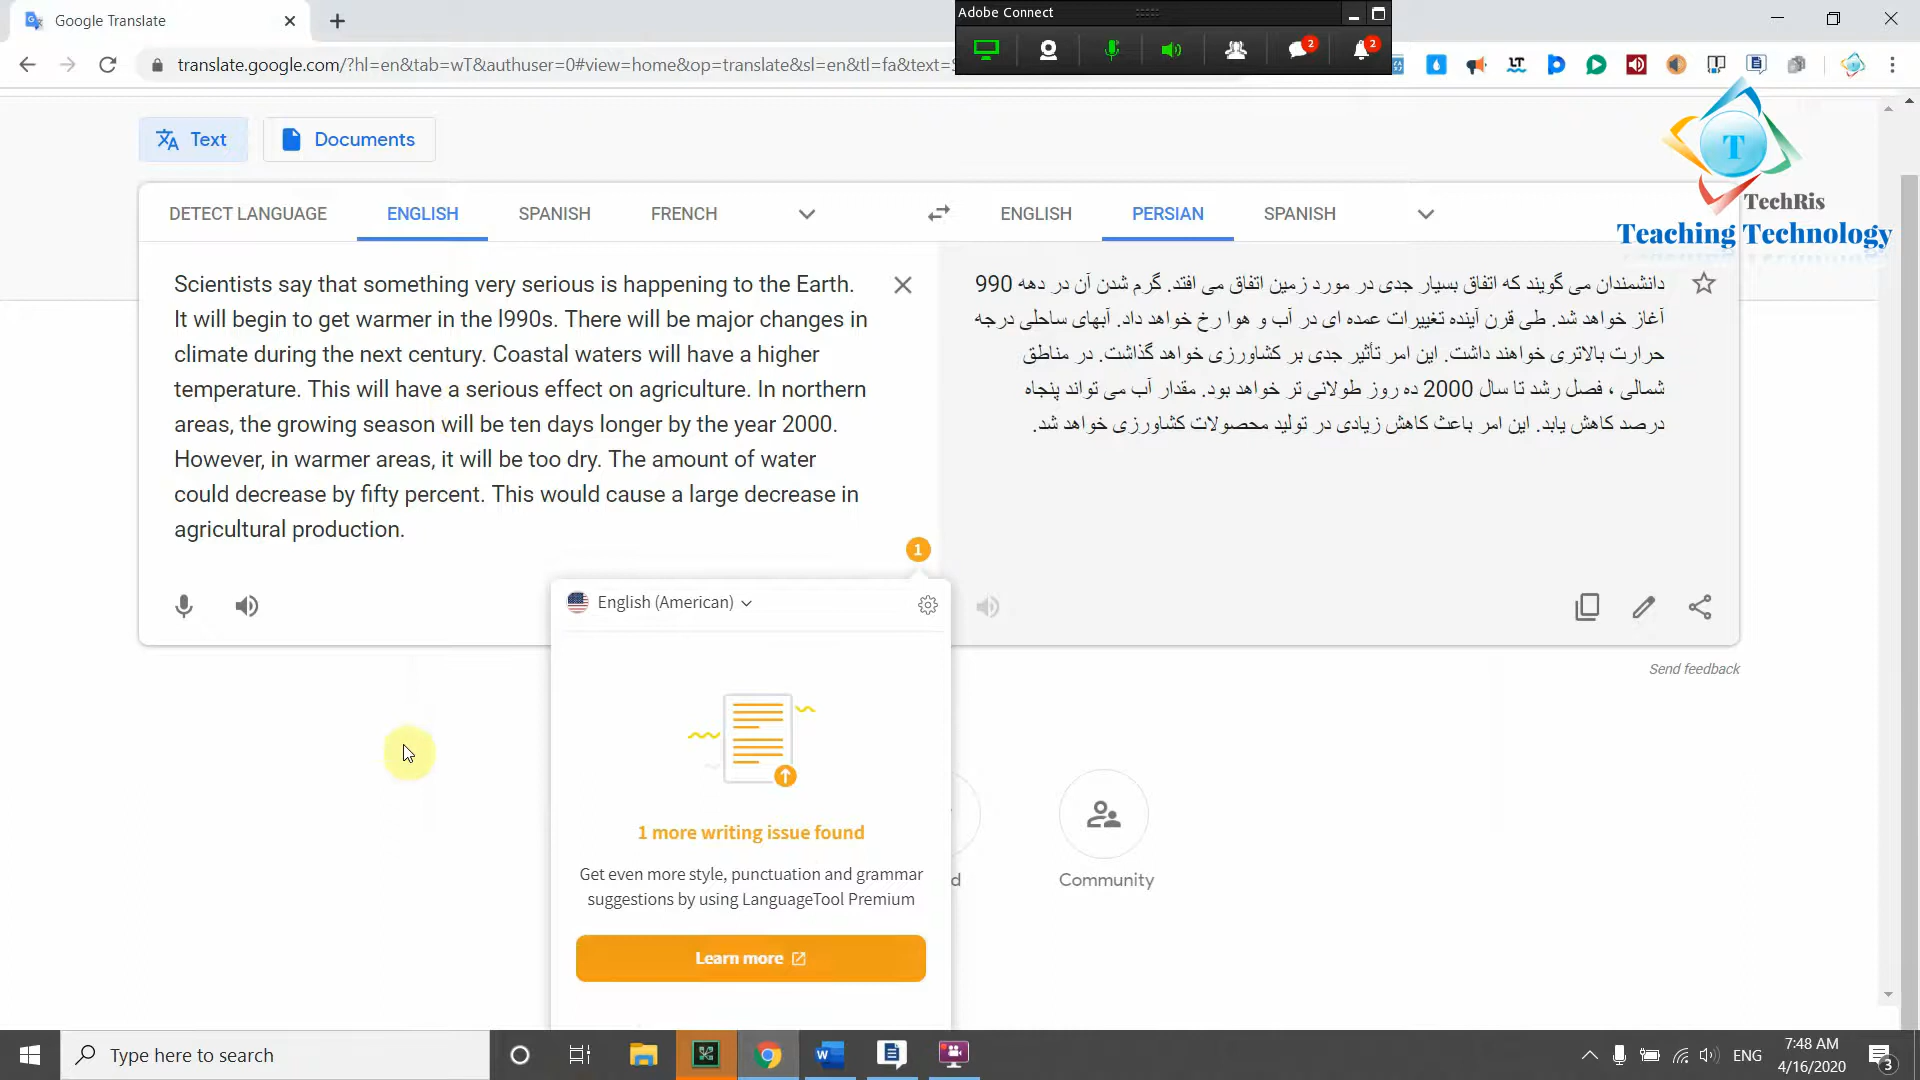 Google Translate
Adobe Connect
2
2
translate.google.com/?hl=en&tab=wT&authuser=0#view=home&op=translate&sl=en&tl=fa&text=
Text
Documents
T
TechRis
Teaching Technology
DETECT LANGUAGE
ENGLISH
SPANISH
FRENCH
ENGLISH
PERSIAN
SPANISH
Scientists say that something very serious is happening to the Earth.
It will begin to get warmer in the l990s. There will be major changes in
climate during the next century. Coastal waters will have a higher
temperature. This will have a serious effect on agriculture. In northern
areas, the growing season will be ten days longer by the year 2000.
However, in warmer areas, it will be too dry. The amount of water
could decrease by fifty percent. This would cause a large decrease in
agricultural production.
دانشمندان می گویند که اتفاق بسیار جدی در مورد زمین اتفاق می افتد. گرم شدن آن در دهه 990
آغاز خواهد شد. طی قرن آینده تغییرات عمده ای در آب و هوا رخ خواهد داد. آبهای ساحلی درجه
حرارت بالاتری خواهند داشت. این امر تأثیر جدی بر کشاورزی خواهد گذاشت. در مناطق
شمالی ، فصل رشد تا سال 2000 ده روز طولانی تر خواهد بود. مقدار آب می تواند پنجاه
درصد کاهش یابد. این امر باعث کاهش زیادی در تولید محصولات کشاورزی خواهد شد.
1
English (American)
Send feedback
1 more writing issue found
Get even more style, punctuation and grammar
suggestions by using LanguageTool Premium
Learn more
d
Community
Type here to search
ENG
7:48 AM
4/16/2020
3